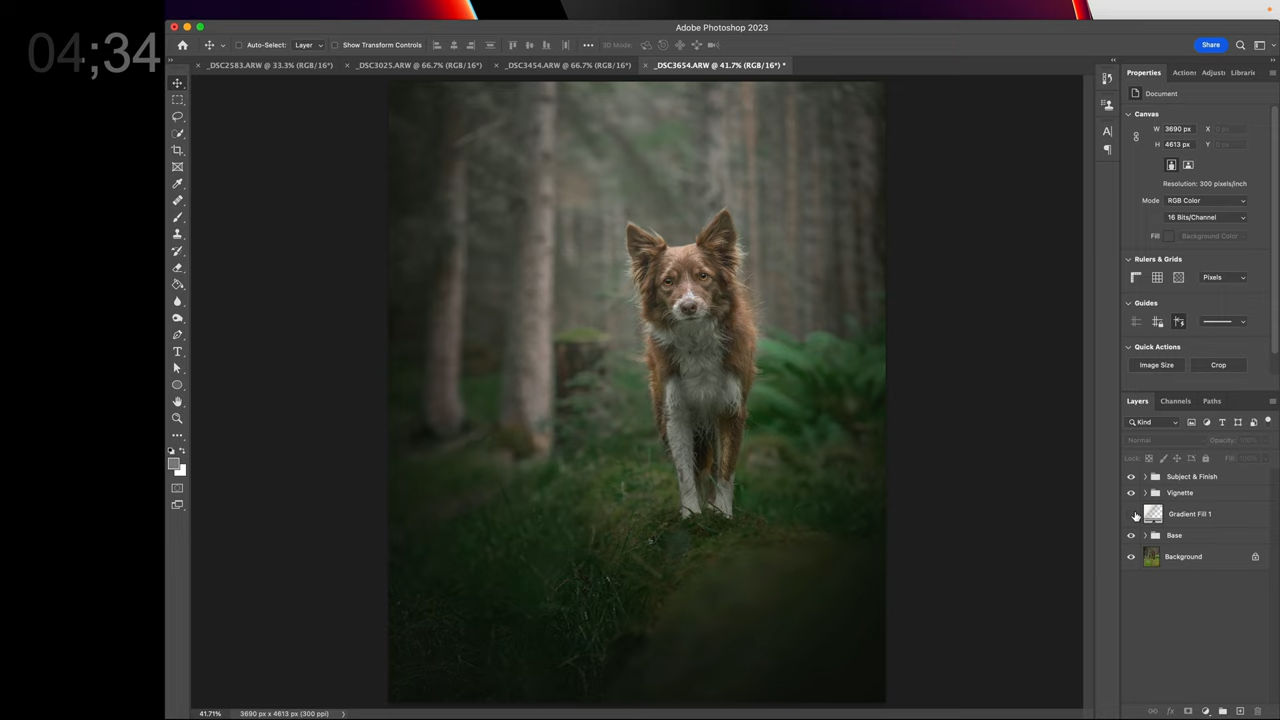 04;34
Adobe Photoshop 2023
Auto-Select: Layer Show Transform Controls 3D Mode: Share
_DSC2583.ARW @ 33.3% (RGB/16*) _DSC3025.ARW @ 66.7% (RGB/16*) _DSC3454.ARW @ 66.7% (RGB/16*) _DSC3654.ARW @ 41.7% (RGB/16*) *
Properties Actions Adjustı Librarie
Document
Canvas
W 3690 px X 0 px
H 4613 px Y 0 px
Resolution: 300 pixels/inch
Mode RGB Color
16 Bits/Channel
Fill Background Color
Rulers & Grids
Pixels
Guides
Quick Actions
Image Size Crop
Layers Channels Paths
Kind
Normal Opacity: 100%
Lock: Fill: 100%
Subject & Finish
Vignette
Gradient Fill 1
Base
Background
41.71% 3690 px x 4613 px (300 ppi)